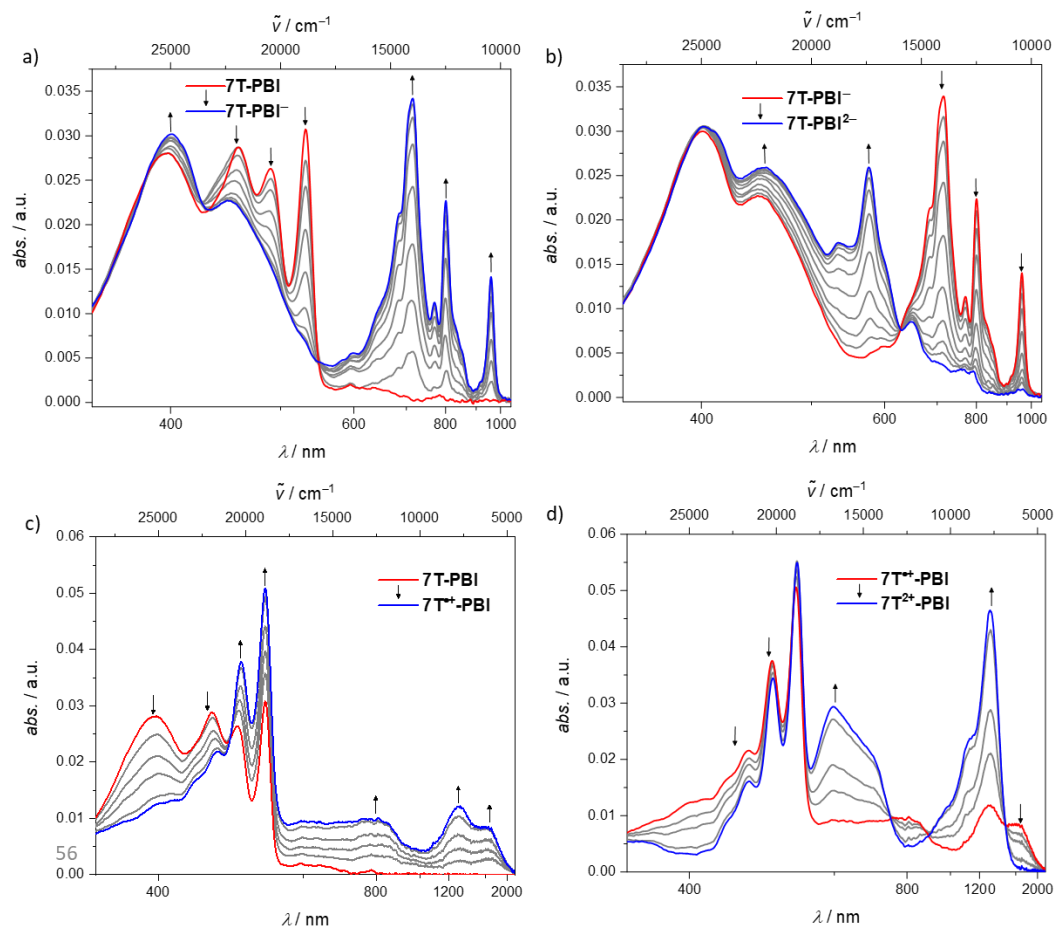 a)
ν̃ / cm⁻¹
25000 20000 15000 10000
abs. / a.u.
0.035
0.030
0.025
0.020
0.015
0.010
0.005
0.000
7T-PBI
7T-PBI⁻
400 600 800 1000
λ / nm
b)
ν̃ / cm⁻¹
25000 20000 15000 10000
abs. / a.u.
0.035
0.030
0.025
0.020
0.015
0.010
0.005
0.000
7T-PBI⁻
7T-PBI²⁻
400 600 800 1000
λ / nm
c)
ν̃ / cm⁻¹
25000 20000 15000 10000 5000
abs. / a.u.
0.06
0.05
0.04
0.03
0.02
0.01
56
0.00
7T-PBI
7T•⁺-PBI
400 800 1200 2000
λ / nm
d)
ν̃ / cm⁻¹
25000 20000 15000 10000 5000
abs. / a.u.
0.06
0.05
0.04
0.03
0.02
0.01
0.00
7T•⁺-PBI
7T²⁺-PBI
400 800 1200 2000
λ / nm